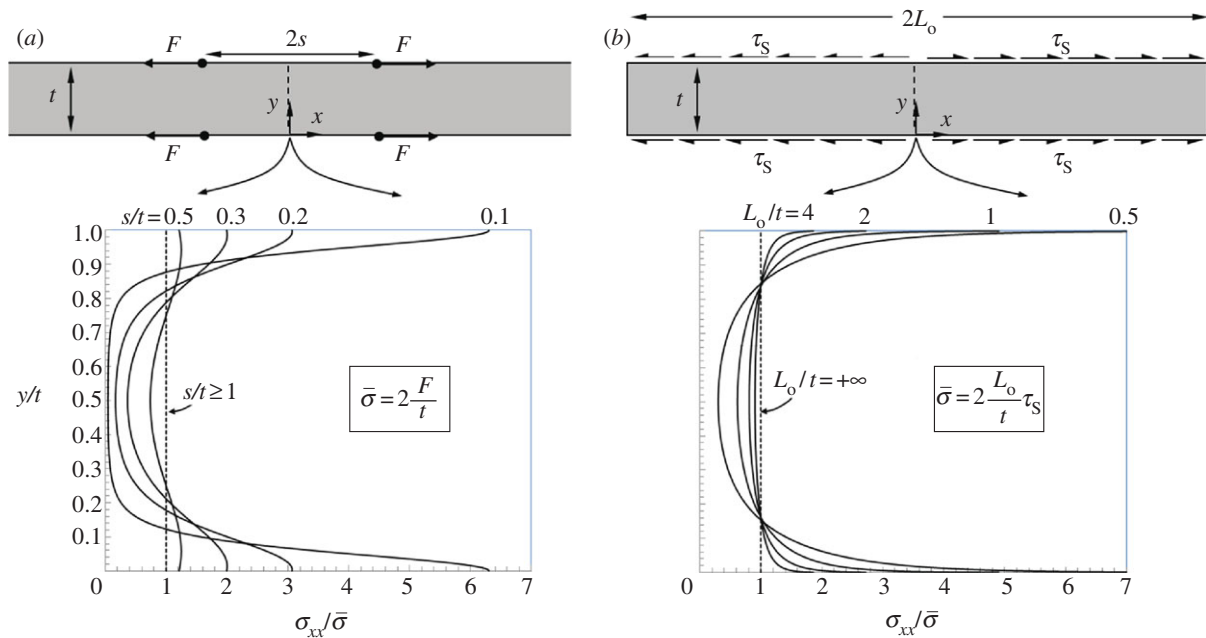 (a)
F 2s F
t
y
x
F F
s/t = 0.5 0.3 0.2 0.1
1.0
0.9
0.8
0.7
0.6
y/t 0.5
0.4
0.3
0.2
0.1
s/t ≥ 1
σ̄ = 2 F/t
0 1 2 3 4 5 6 7
σxx/σ̄
(b)
2Lo
τS τS
t
y
x
τS τS
Lo/t = 4 2 1 0.5
Lo/t = +∞
σ̄ = 2 Lo/t τS
0 1 2 3 4 5 6 7
σxx/σ̄